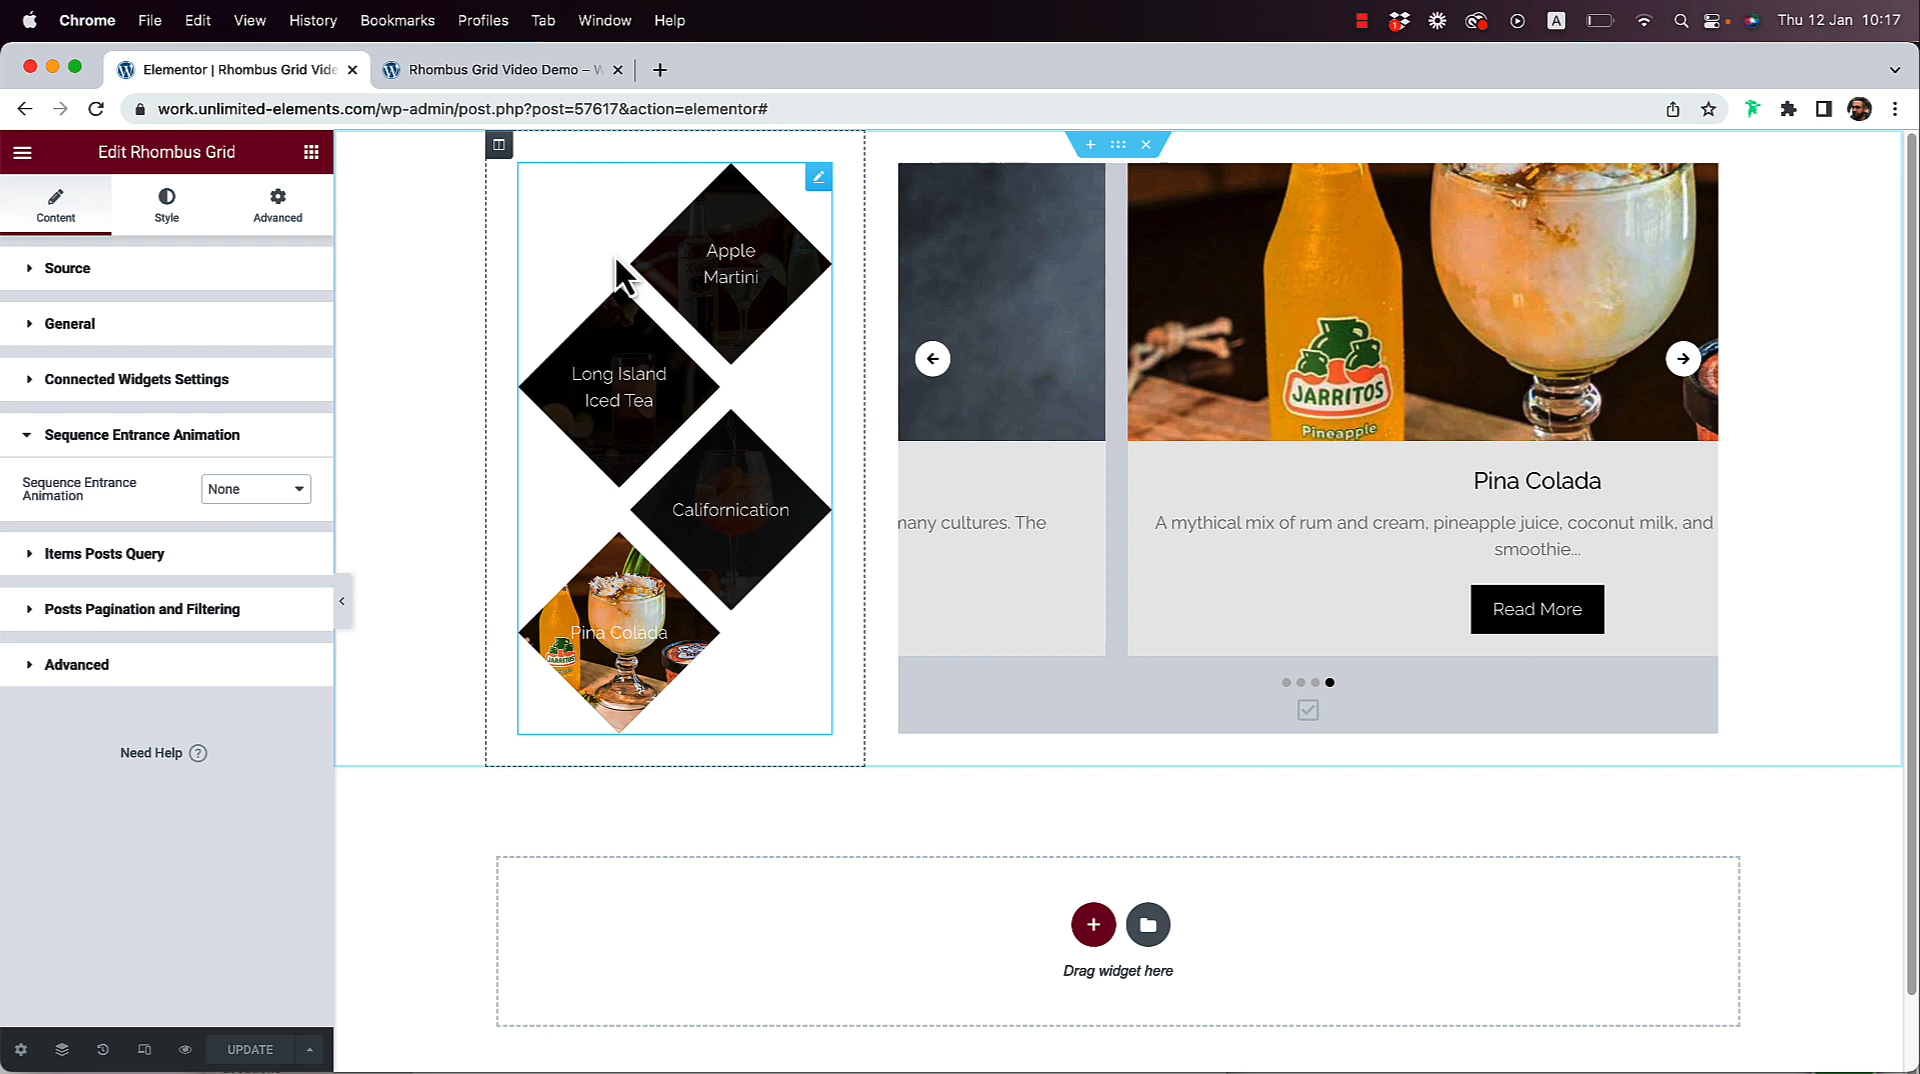 Chrome File Edit View History Bookmarks Profiles Tab Window Help
1 A Thu 12 Jan 10:17
Elementor | Rhombus Grid Vide
Rhombus Grid Video Demo – W
work.unlimited-elements.com/wp-admin/post.php?post=57617&action=elementor#
Edit Rhombus Grid
Content Style Advanced
Source
General
Connected Widgets Settings
Sequence Entrance Animation
Sequence Entrance
Animation
None
Items Posts Query
Posts Pagination and Filtering
Advanced
Need Help ?
UPDATE
Apple
Martini
Long Island
Iced Tea
Californication
Pina Colada
JARRITOS
JARRITOS
Pineapple
many cultures. The
Pina Colada
A mythical mix of rum and cream, pineapple juice, coconut milk, and
smoothie...
Read More
Drag widget here